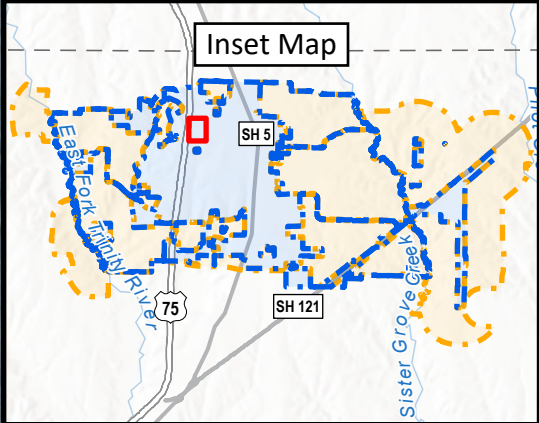 Inset Map
SH 5
East Fork Trinity River
75
SH 121
Sister Grove Creek